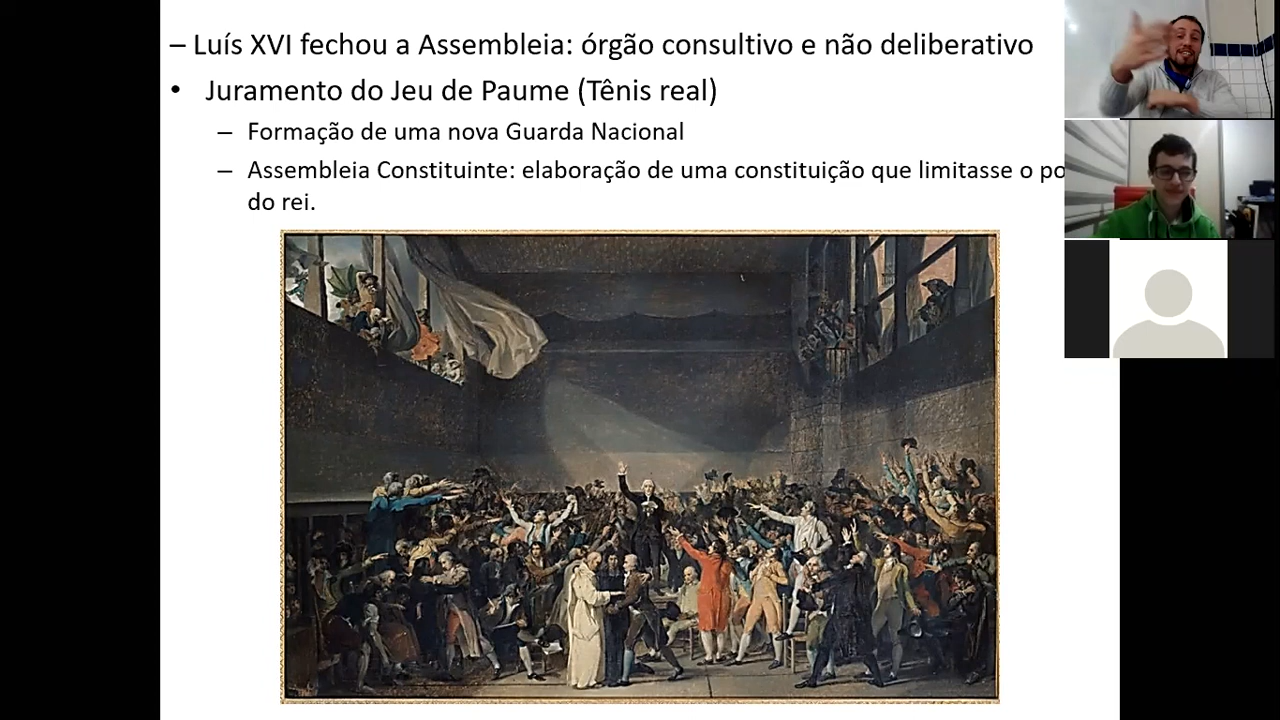 – Luís XVI fechou a Assembleia: órgão consultivo e não deliberativo
• Juramento do Jeu de Paume (Tênis real)
– Formação de uma nova Guarda Nacional
– Assembleia Constituinte: elaboração de uma constituição que limitasse o po
do rei.